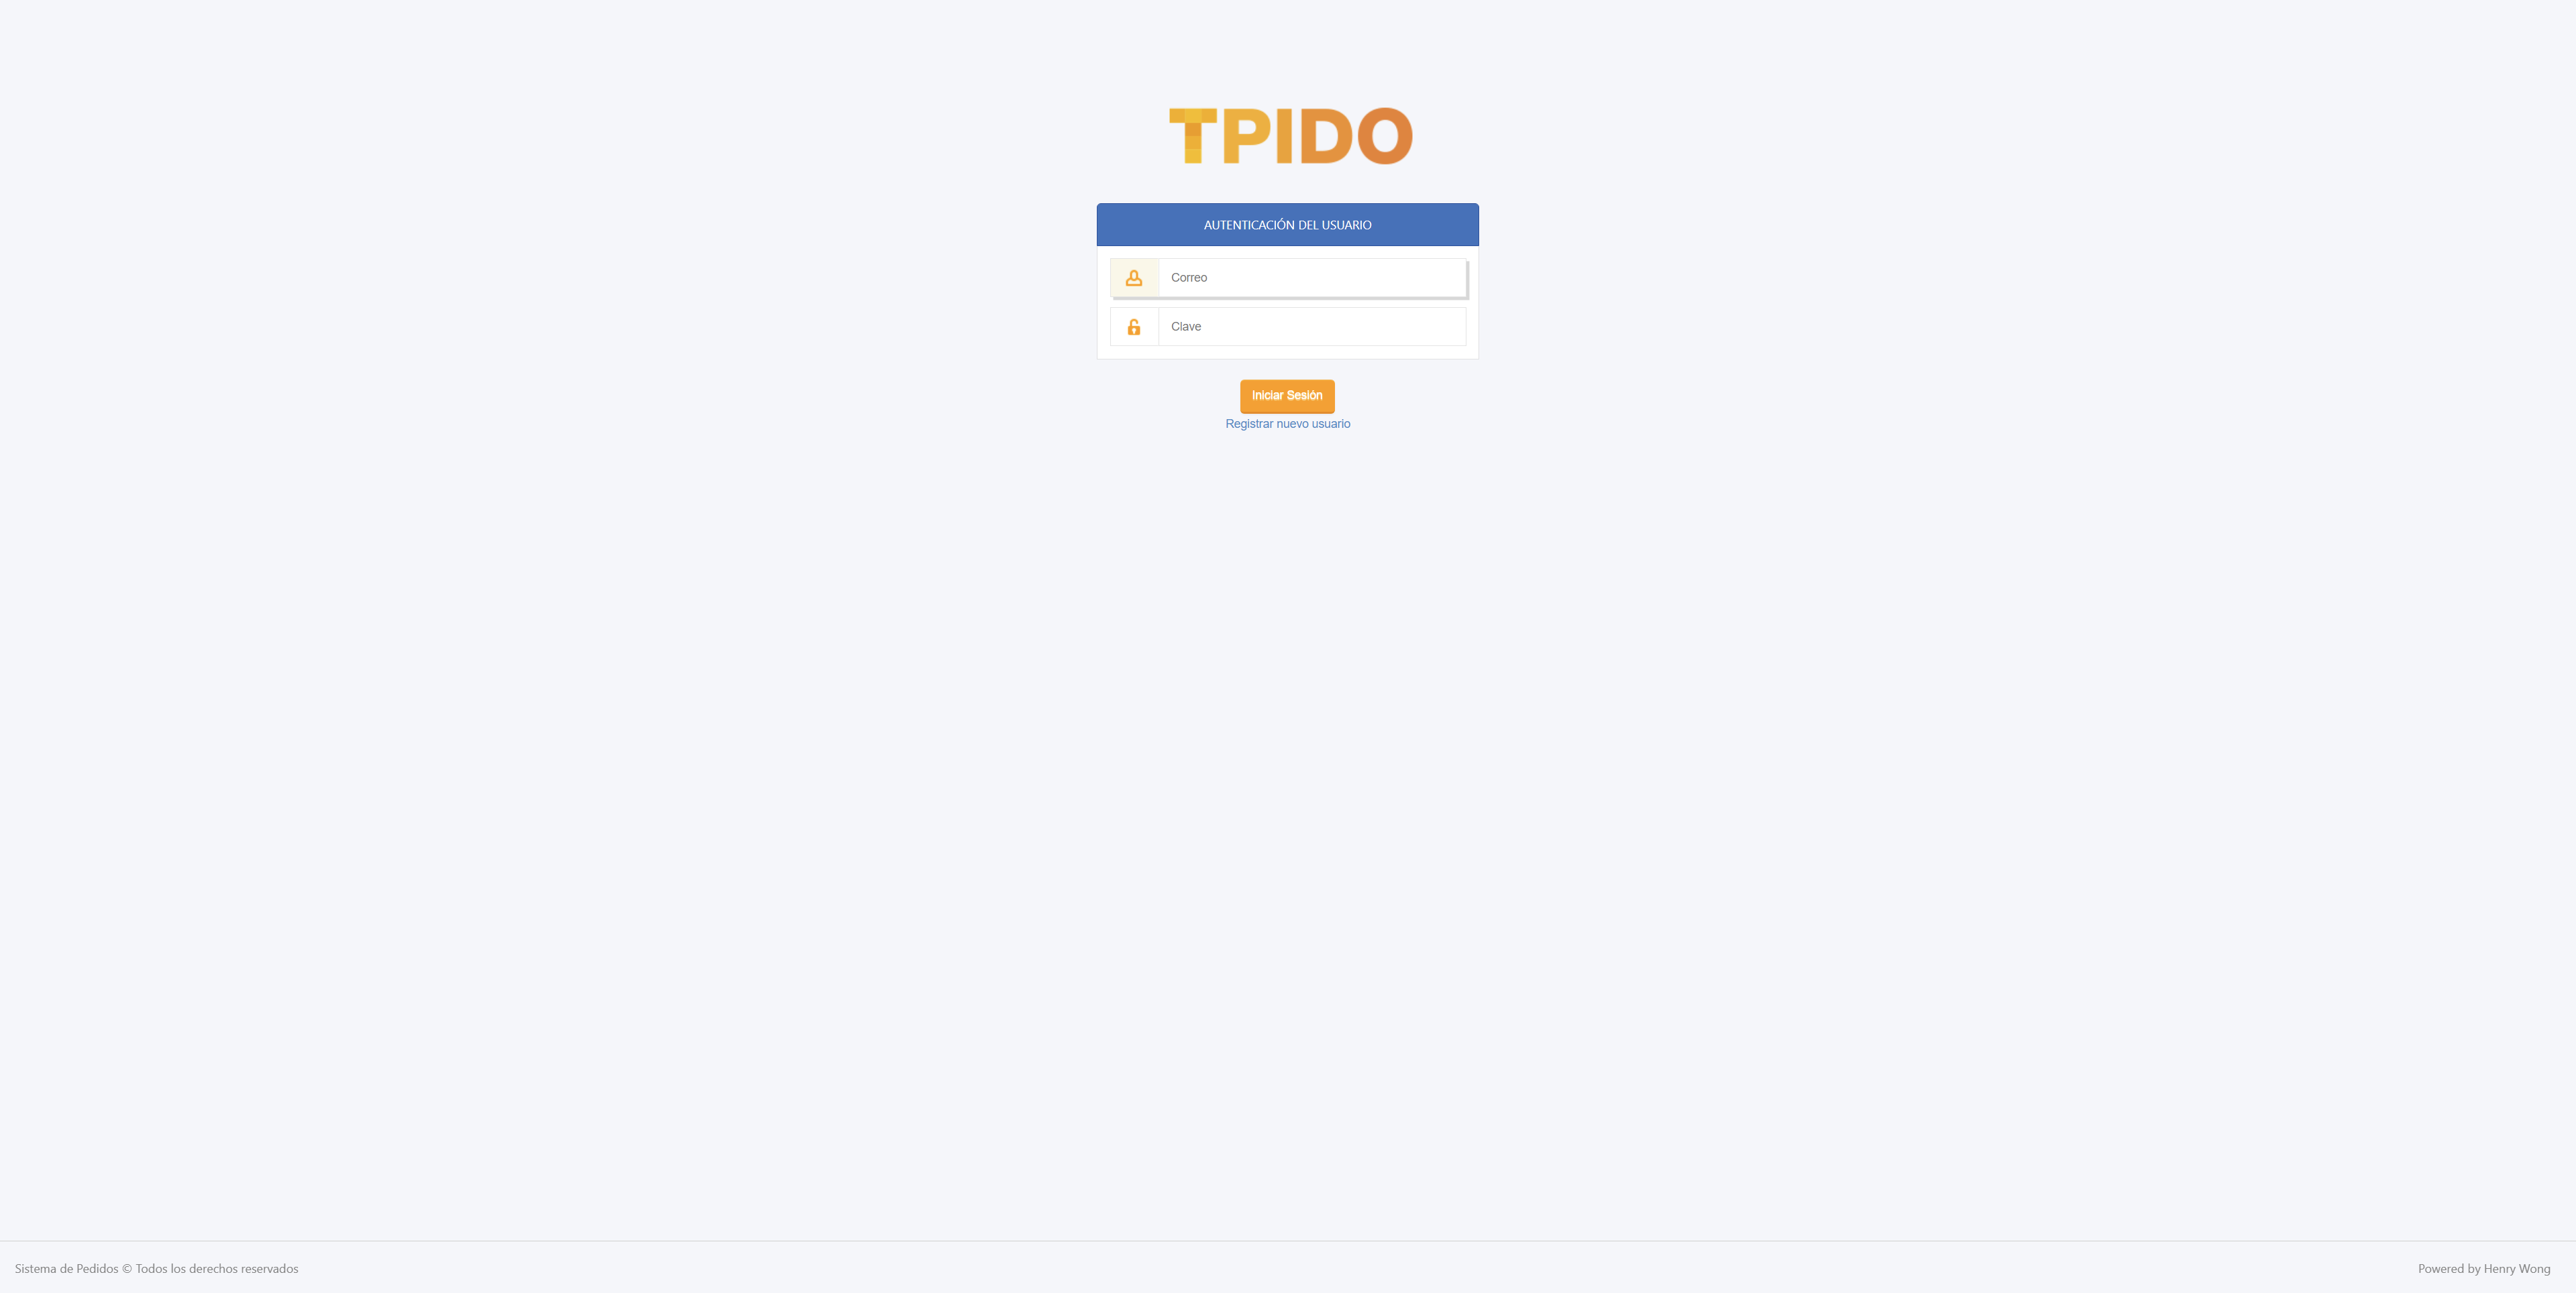 TPIDO
AUTENTICACIÓN DEL USUARIO
Correo
Clave
Iniciar Sesión
Registrar nuevo usuario
Sistema de Pedidos © Todos los derechos reservados
Powered by Henry Wong